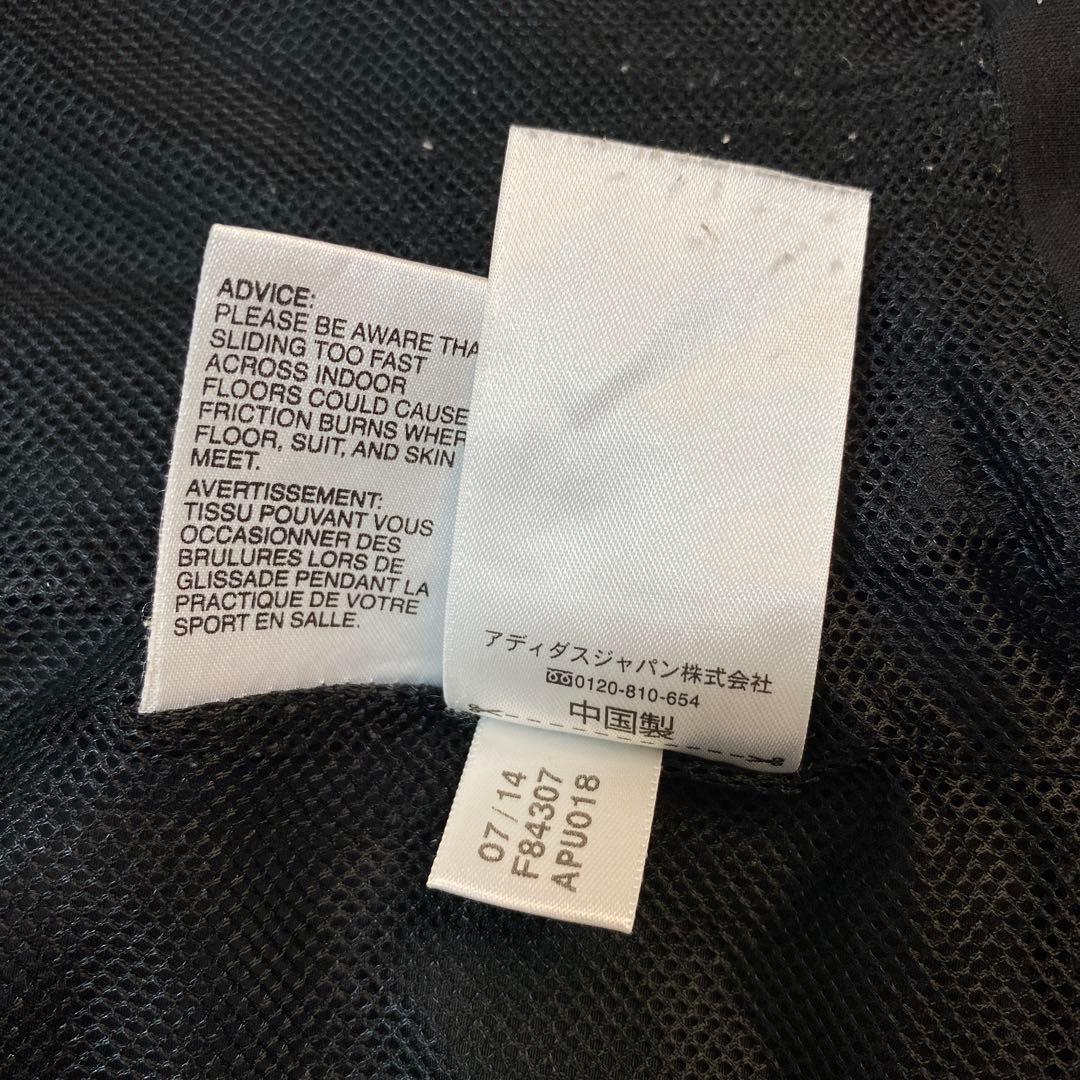 ADVICE:
PLEASE BE AWARE THA
SLIDING TOO FAST
ACROSS INDOOR
FLOORS COULD CAUSE
FRICTION BURNS WHER
FLOOR, SUIT, AND SKIN
MEET.
AVERTISSEMENT:
TISSU POUVANT VOUS
OCCASIONNER DES
BRULURES LORS DE
GLISSADE PENDANT LA
PRACTIQUE DE VOTRE
SPORT EN SALLE.
アディダスジャパン株式会社
0120-810-654
中国製
07/14
F84307
APU018